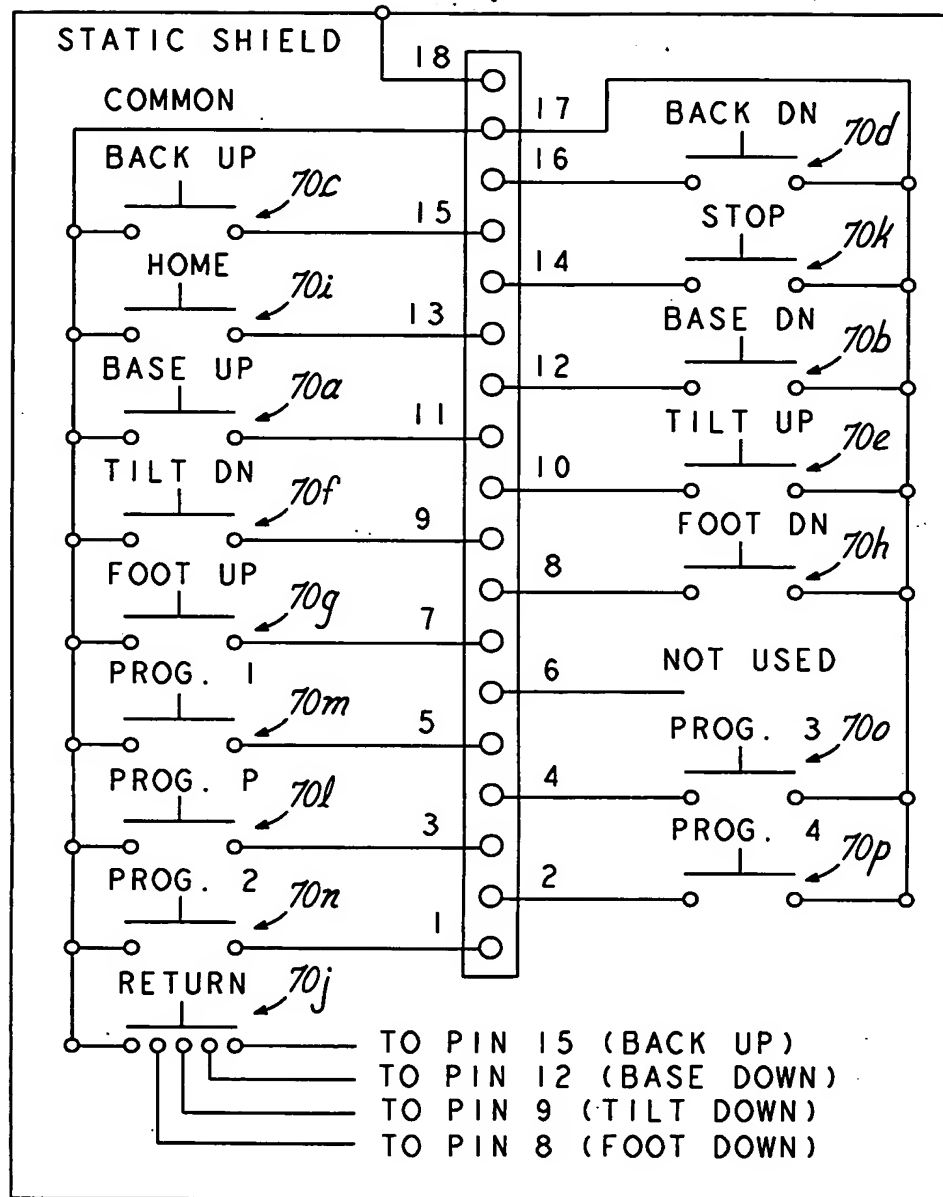 STATIC SHIELD
18
COMMON
17
BACK DN
70d
16
BACK UP
70c
15
STOP
70k
14
HOME
70i
13
BASE DN
70b
12
BASE UP
70a
11
TILT UP
70e
10
TILT DN
70f
9
FOOT DN
70h
8
FOOT UP
70g
7
NOT USED
6
PROG. 1
70m
5
PROG. 3
70o
4
PROG. P
70l
3
PROG. 4
70p
2
PROG. 2
70n
1
RETURN
70j
TO PIN 15 (BACK UP)
TO PIN 12 (BASE DOWN)
TO PIN 9 (TILT DOWN)
TO PIN 8 (FOOT DOWN)